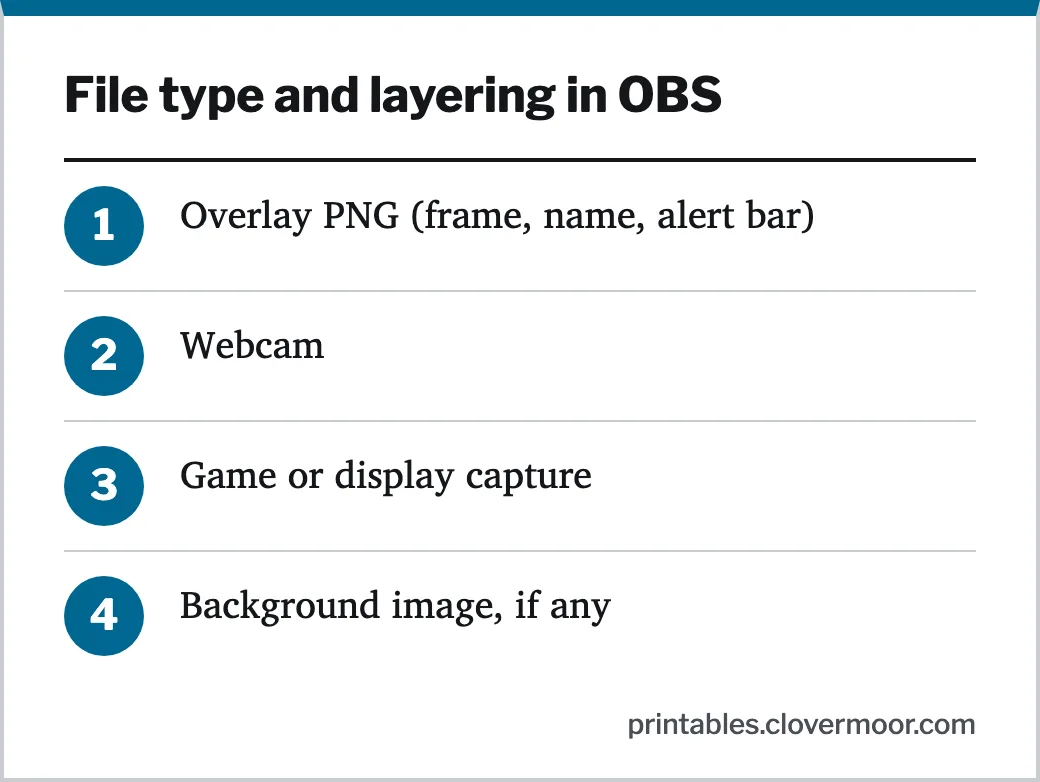 File type and layering in OBS
1 Overlay PNG (frame, name, alert bar)
2 Webcam
3 Game or display capture
4 Background image, if any
printables.clovermoor.com